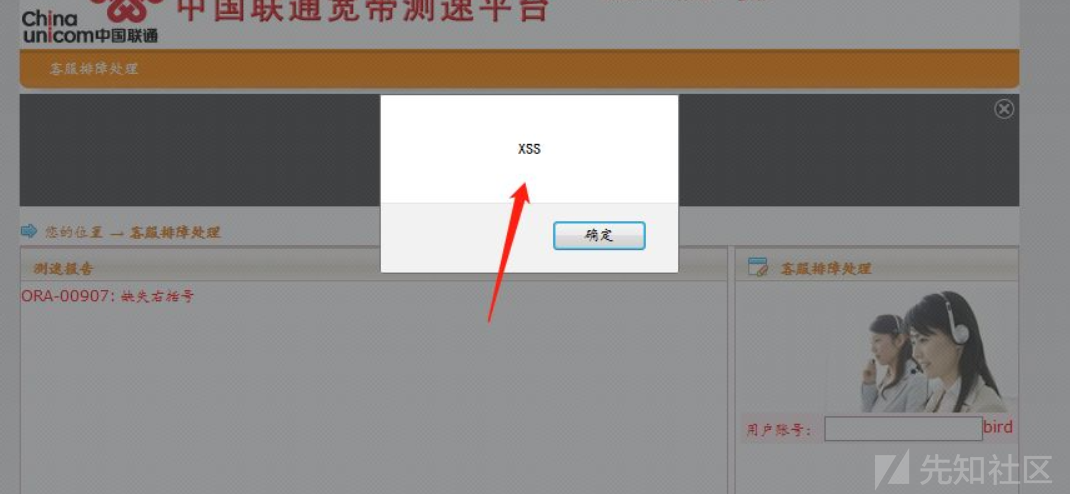 中国联通宽带测速平台
China
unicom中国联通
客服排障处理
XSS
确定
您的位置 → 客服排障处理
测速报告
客服排障处理
ORA-00907: 缺失右括号
用户账号：
bird
先知社区